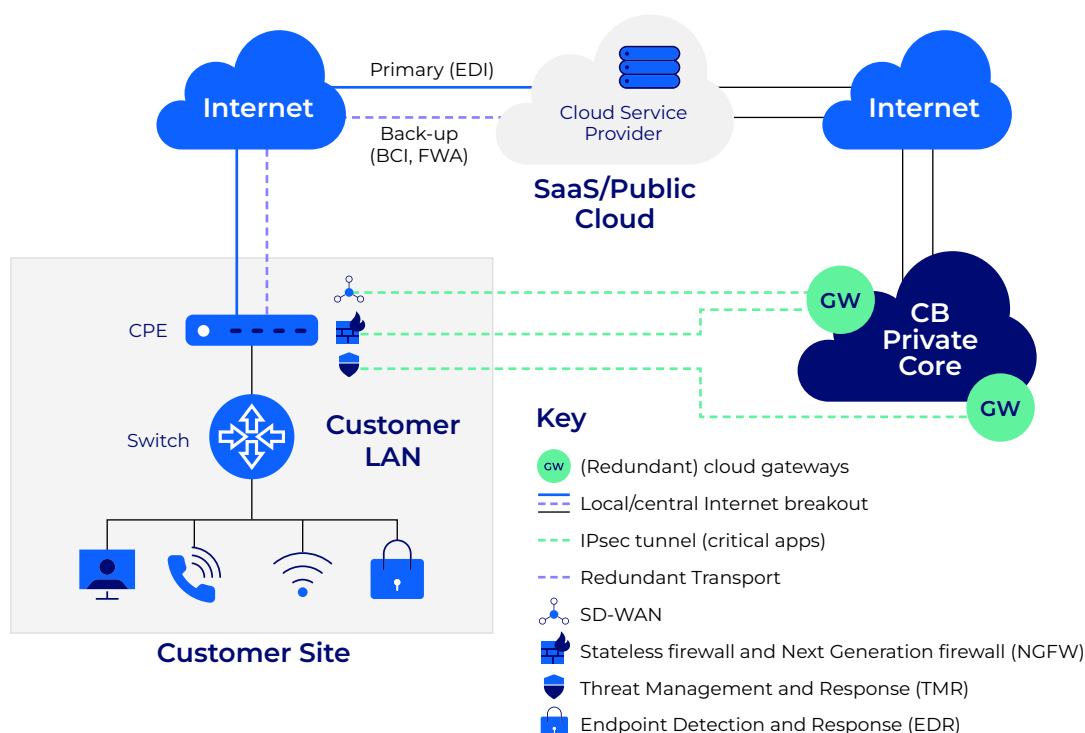 Primary (EDI)
Internet
Back-up
(BCI, FWA)
Cloud Service
Provider
SaaS/Public
Cloud
Internet
CPE
GW
CB
Private
Core
GW
Switch
Customer
LAN
Customer Site
Key
GW
(Redundant) cloud gateways
Local/central Internet breakout
IPsec tunnel (critical apps)
Redundant Transport
SD-WAN
Stateless firewall and Next Generation firewall (NGFW)
Threat Management and Response (TMR)
Endpoint Detection and Response (EDR)